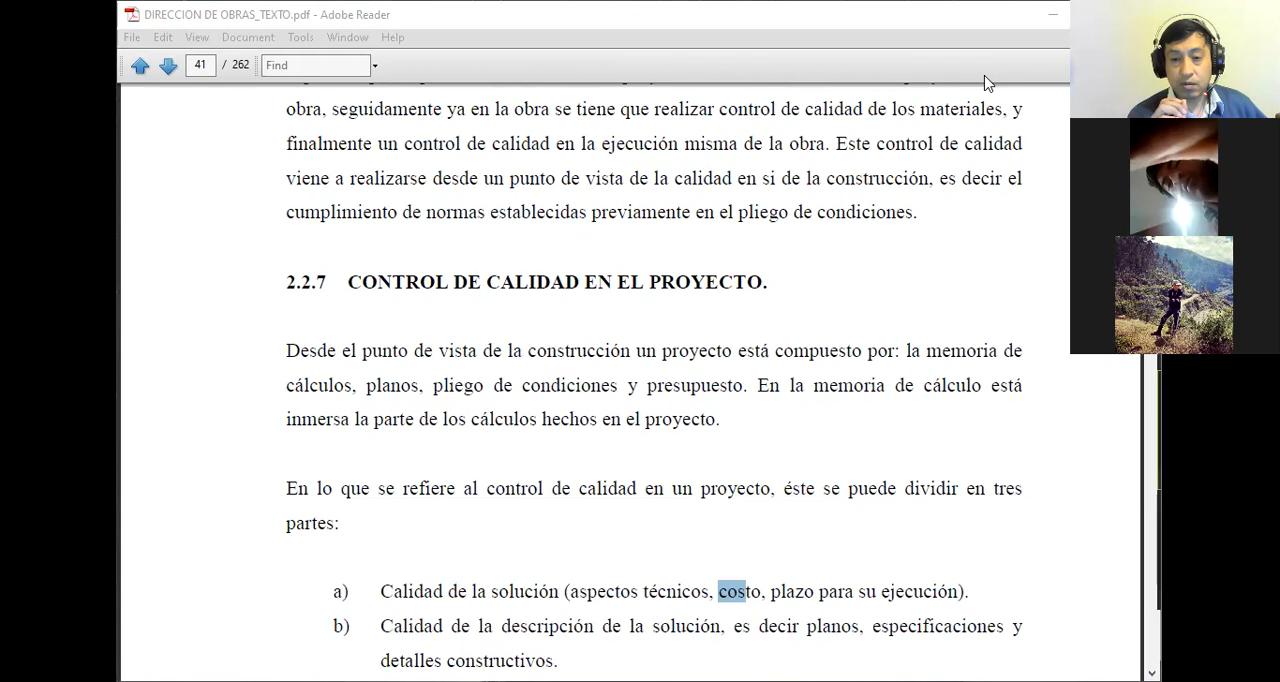 DIRECCION DE OBRAS_TEXTO.pdf - Adobe Reader
File Edit View Document Tools Window Help
41 / 262 Find
obra, seguidamente ya en la obra se tiene que realizar control de calidad de los materiales, y
finalmente un control de calidad en la ejecución misma de la obra. Este control de calidad
viene a realizarse desde un punto de vista de la calidad en si de la construcción, es decir el
cumplimiento de normas establecidas previamente en el pliego de condiciones.
2.2.7 CONTROL DE CALIDAD EN EL PROYECTO.
Desde el punto de vista de la construcción un proyecto está compuesto por: la memoria de
cálculos, planos, pliego de condiciones y presupuesto. En la memoria de cálculo está
inmersa la parte de los cálculos hechos en el proyecto.
En lo que se refiere al control de calidad en un proyecto, éste se puede dividir en tres
partes:
a) Calidad de la solución (aspectos técnicos, costo, plazo para su ejecución).
b) Calidad de la descripción de la solución, es decir planos, especificaciones y
detalles constructivos.